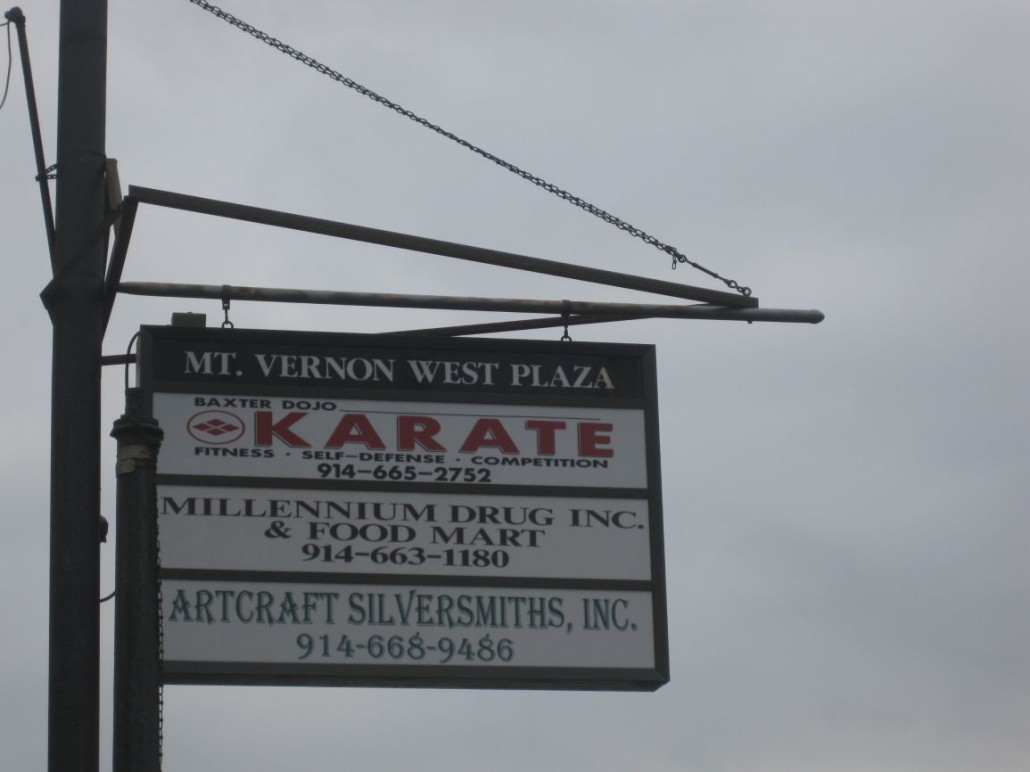 MT. VERNON WEST PLAZA
BAXTER DOJO
KARATE
FITNESS · SELF-DEFENSE · COMPETITION
914-665-2752
MILLENNIUM DRUG INC.
& FOOD MART
914-663-1180
ARTCRAFT SILVERSMITHS, INC.
914-668-9486